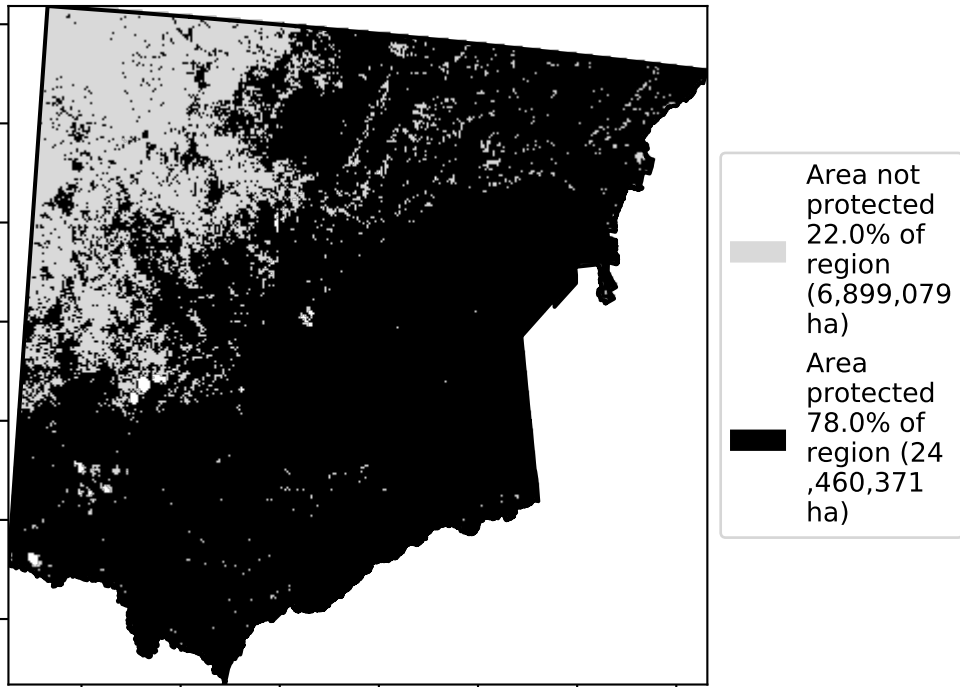 Area not
protected
22.0% of
region
(6,899,079
ha)
Area
protected
78.0% of
region (24
,460,371
ha)